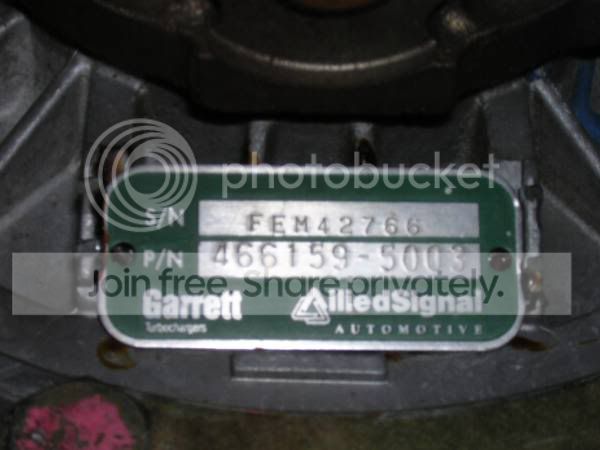 photobucket
S/N FEM42766
P/N 466159-5003
Join free. Share privately.
Garrett AlliedSignal
Turbochargers AUTOMOTIVE